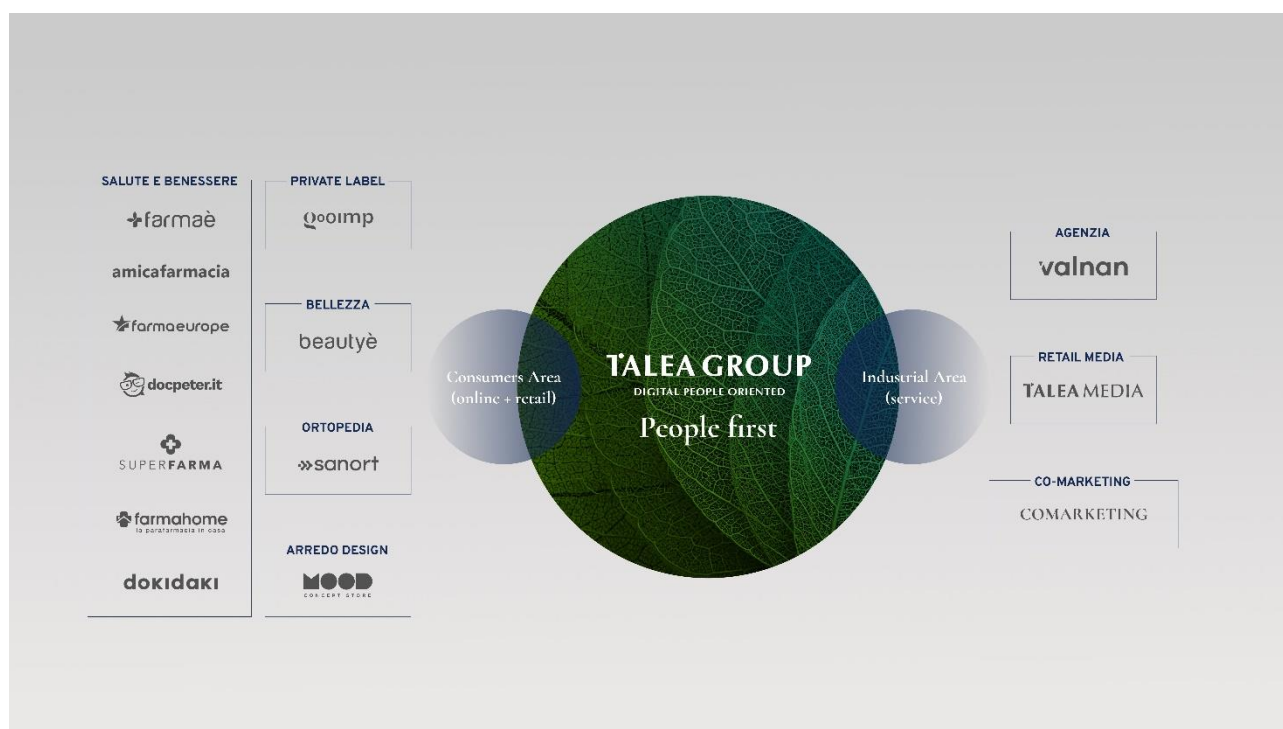 SALUTE E BENESSERE
farmaè
amicafarmacia
farmaeurope
docpeter.it
SUPERFARMA
farmahome
la parafarmacia in casa
dokidaki
PRIVATE LABEL
gooimp
BELLEZZA
beautyè
ORTOPEDIA
sanort
ARREDO DESIGN
MOOD
CONCEPT STORE
Consumers Area
(online + retail)
TALEA GROUP
DIGITAL PEOPLE ORIENTED
People first
Industrial Area
(service)
AGENZIA
valnan
RETAIL MEDIA
TALEA MEDIA
CO-MARKETING
COMARKETING